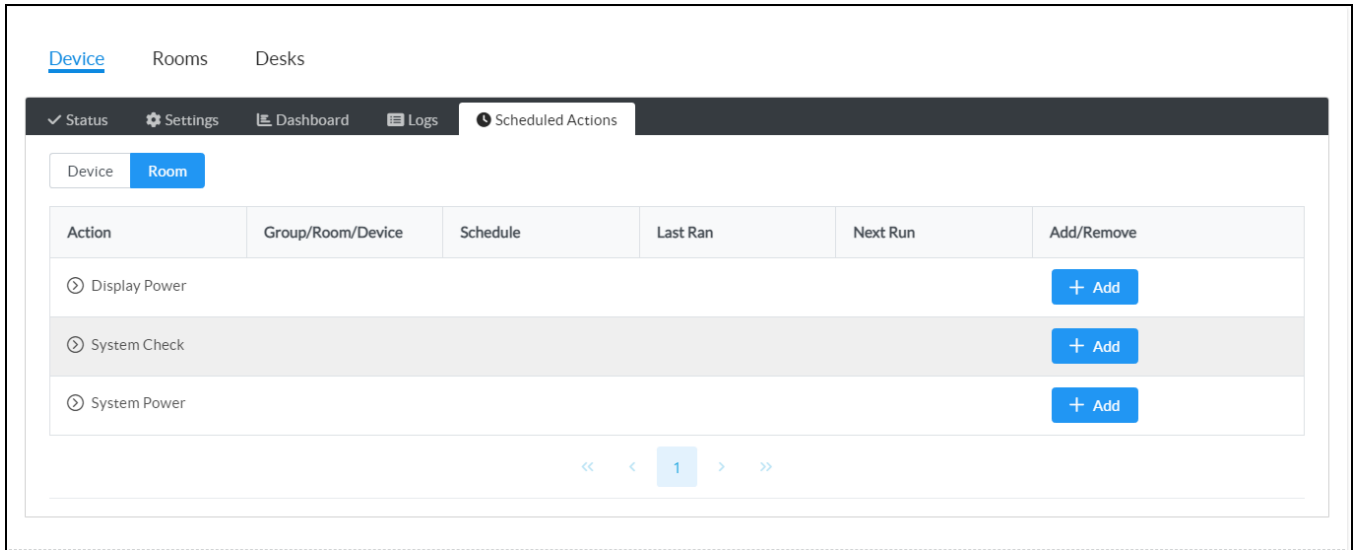 Device Rooms Desks
Status Settings Dashboard Logs Scheduled Actions
Device Room
Action Group/Room/Device Schedule Last Ran Next Run Add/Remove
Display Power + Add
System Check + Add
System Power + Add
« < 1 > »